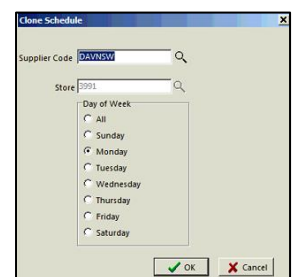 Clone Schedule
Supplier Code DAVNSW
Store 3991
Day of Week
All
Sunday
Monday
Tuesday
Wednesday
Thursday
Friday
Saturday
OK Cancel